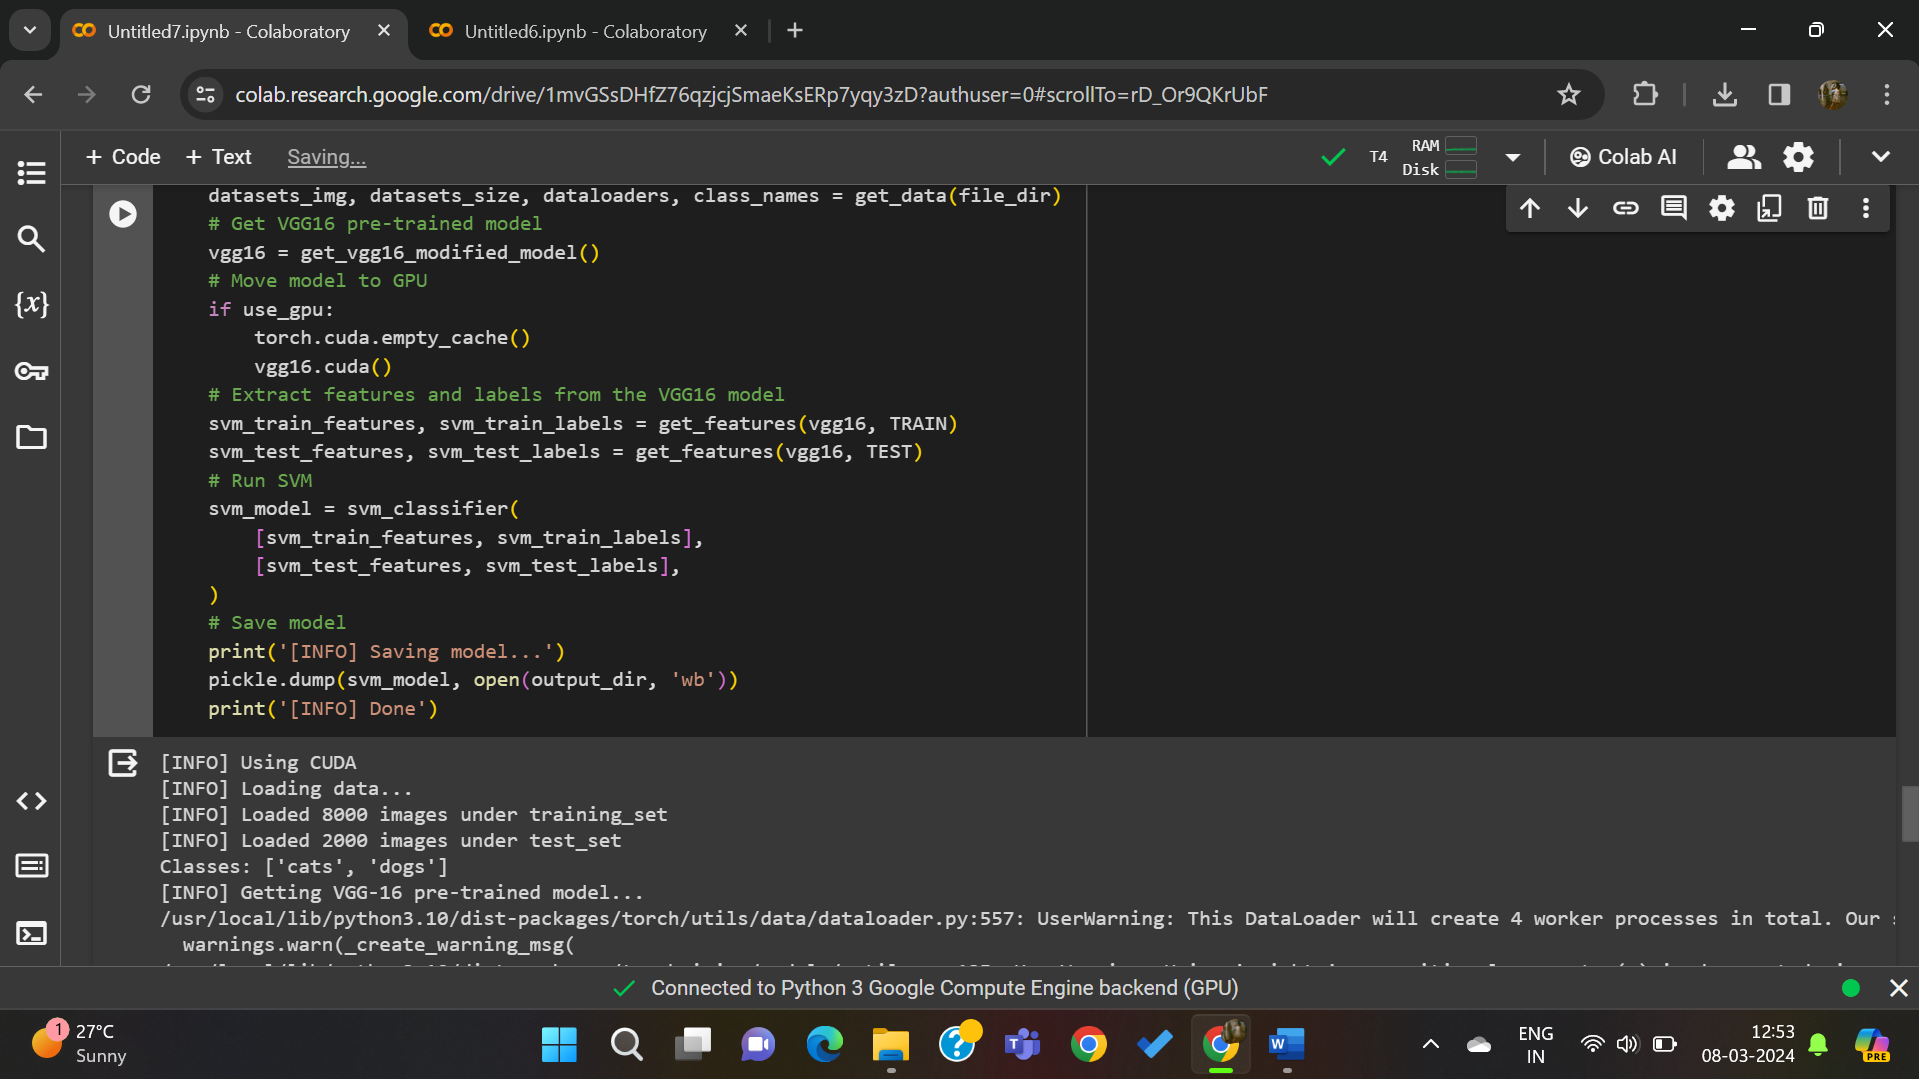 Untitled7.ipynb - Colaboratory
Untitled6.ipynb - Colaboratory
colab.research.google.com/drive/1mvGSsDHfZ76qzjcjSmaeKsERp7yqy3zD?authuser=0#scrollTo=rD_Or9QKrUbF
+ Code + Text Saving...
T4 RAM Disk Colab AI
datasets_img, datasets_size, dataloaders, class_names = get_data(file_dir)
# Get VGG16 pre-trained model
vgg16 = get_vgg16_modified_model()
# Move model to GPU
if use_gpu:
    torch.cuda.empty_cache()
    vgg16.cuda()
# Extract features and labels from the VGG16 model
svm_train_features, svm_train_labels = get_features(vgg16, TRAIN)
svm_test_features, svm_test_labels = get_features(vgg16, TEST)
# Run SVM
svm_model = svm_classifier(
    [svm_train_features, svm_train_labels],
    [svm_test_features, svm_test_labels],
)
# Save model
print('[INFO] Saving model...')
pickle.dump(svm_model, open(output_dir, 'wb'))
print('[INFO] Done')
[INFO] Using CUDA
[INFO] Loading data...
[INFO] Loaded 8000 images under training_set
[INFO] Loaded 2000 images under test_set
Classes: ['cats', 'dogs']
[INFO] Getting VGG-16 pre-trained model...
/usr/local/lib/python3.10/dist-packages/torch/utils/data/dataloader.py:557: UserWarning: This DataLoader will create 4 worker processes in total. Our
  warnings.warn(_create_warning_msg(
Connected to Python 3 Google Compute Engine backend (GPU)
1
27°C
Sunny
ENG
IN
12:53
08-03-2024
PRE